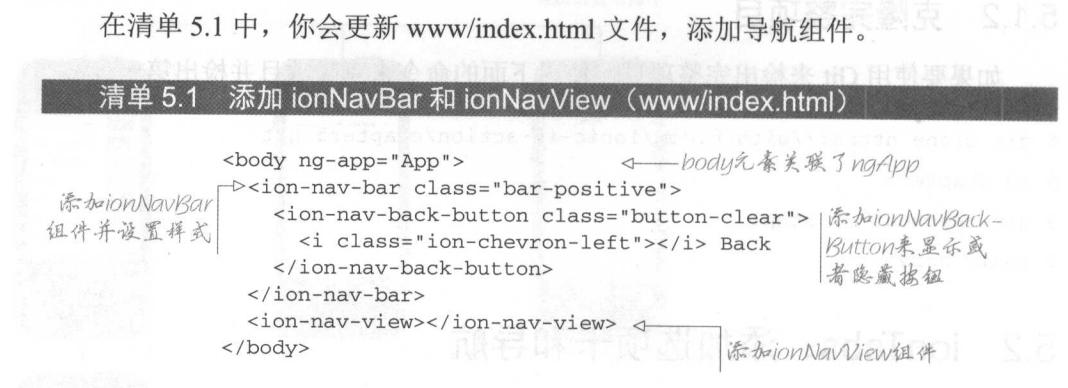 在清单 5.1 中，你会更新 www/index.html 文件，添加导航组件。
清单 5.1 添加 ionNavBar 和 ionNavView（www/index.html）
<body ng-app="App">
body元素关联了ngApp
<ion-nav-bar class="bar-positive">
添加ionNavBar
组件并设置样式
<ion-nav-back-button class="button-clear">
<i class="ion-chevron-left"></i> Back
</ion-nav-back-button>
添加ionNavBack-
Button来显示或
者隐藏按钮
</ion-nav-bar>
<ion-nav-view></ion-nav-view>
</body>
添加ionNavView组件